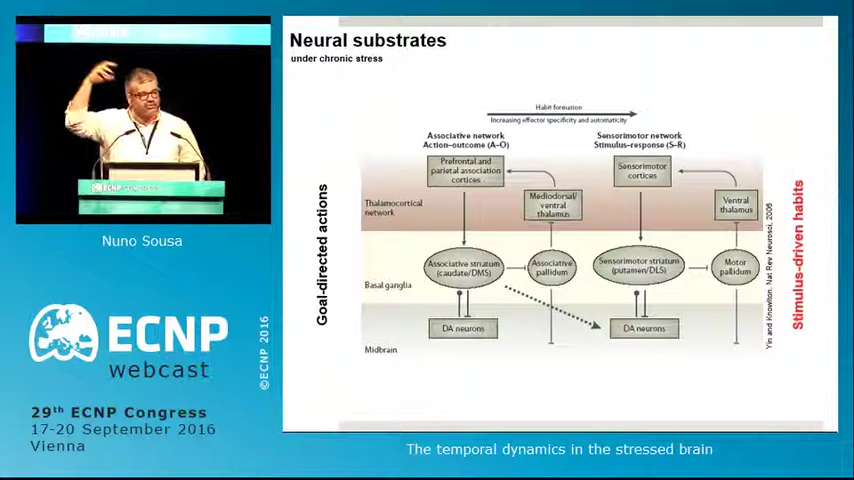 Neural substrates
under chronic stress
Habit formation
Increasing effector specificity and automaticity
Associative network
Action–outcome (A–O)
Sensorimotor network
Stimulus–response (S–R)
Prefrontal and
parietal association
cortices
Sensorimotor
cortices
Thalamocortical
network
Mediodorsal/
ventral
thalamus
Ventral
thalamus
Associative striatum
(caudate/DMS)
Associative
pallidum
Sensorimotor striatum
(putamen/DLS)
Motor
pallidum
Basal ganglia
DA neurons
DA neurons
Midbrain
Goal-directed actions
Yin and Knowlton. Nat Rev Neurosci, 2006
Stimulus-driven habits
ECNP
Nuno Sousa
ECNP
webcast
©ECNP 2016
29th ECNP Congress
17-20 September 2016
Vienna
The temporal dynamics in the stressed brain